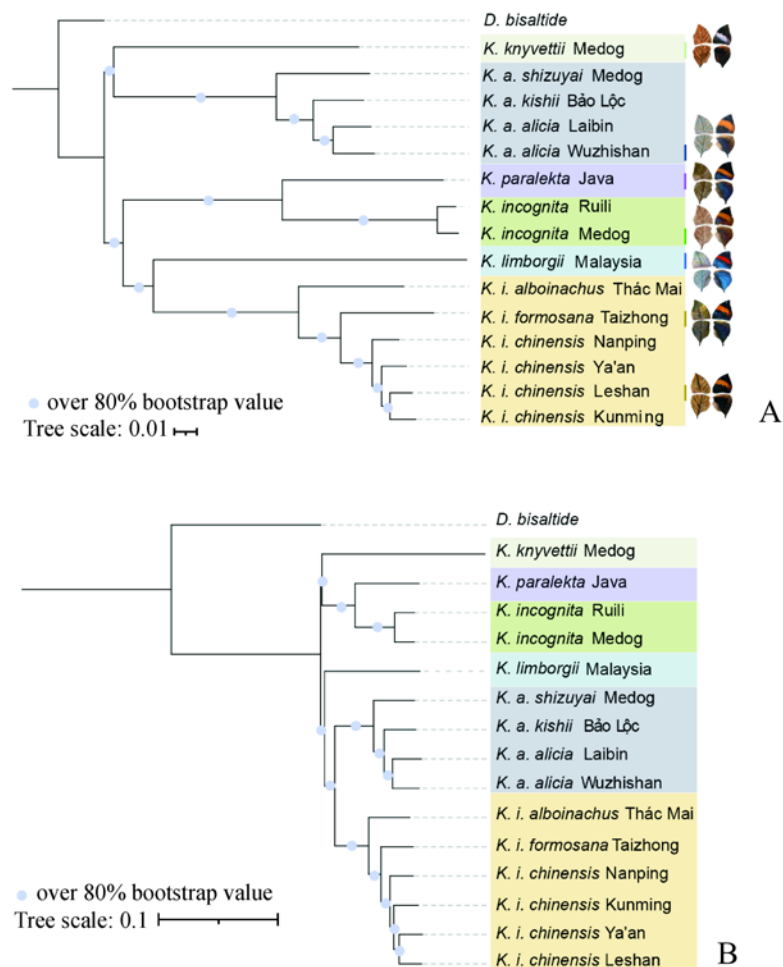 D. bisaltide
K. knyvettii Medog
K. a. shizuyai Medog
K. a. kishii Bảo Lộc
K. a. alicia Laibin
K. a. alicia Wuzhishan
K. paralekta Java
K. incognita Ruili
K. incognita Medog
K. limborgii Malaysia
K. i. alboinachus Thác Mai
K. i. formosana Taizhong
K. i. chinensis Nanping
K. i. chinensis Ya'an
K. i. chinensis Leshan
K. i. chinensis Kunming
over 80% bootstrap value
Tree scale: 0.01
A
D. bisaltide
K. knyvettii Medog
K. paralekta Java
K. incognita Ruili
K. incognita Medog
K. limborgii Malaysia
K. a. shizuyai Medog
K. a. kishii Bảo Lộc
K. a. alicia Laibin
K. a. alicia Wuzhishan
K. i. alboinachus Thác Mai
K. i. formosana Taizhong
K. i. chinensis Nanping
K. i. chinensis Kunming
K. i. chinensis Ya'an
K. i. chinensis Leshan
over 80% bootstrap value
Tree scale: 0.1
B